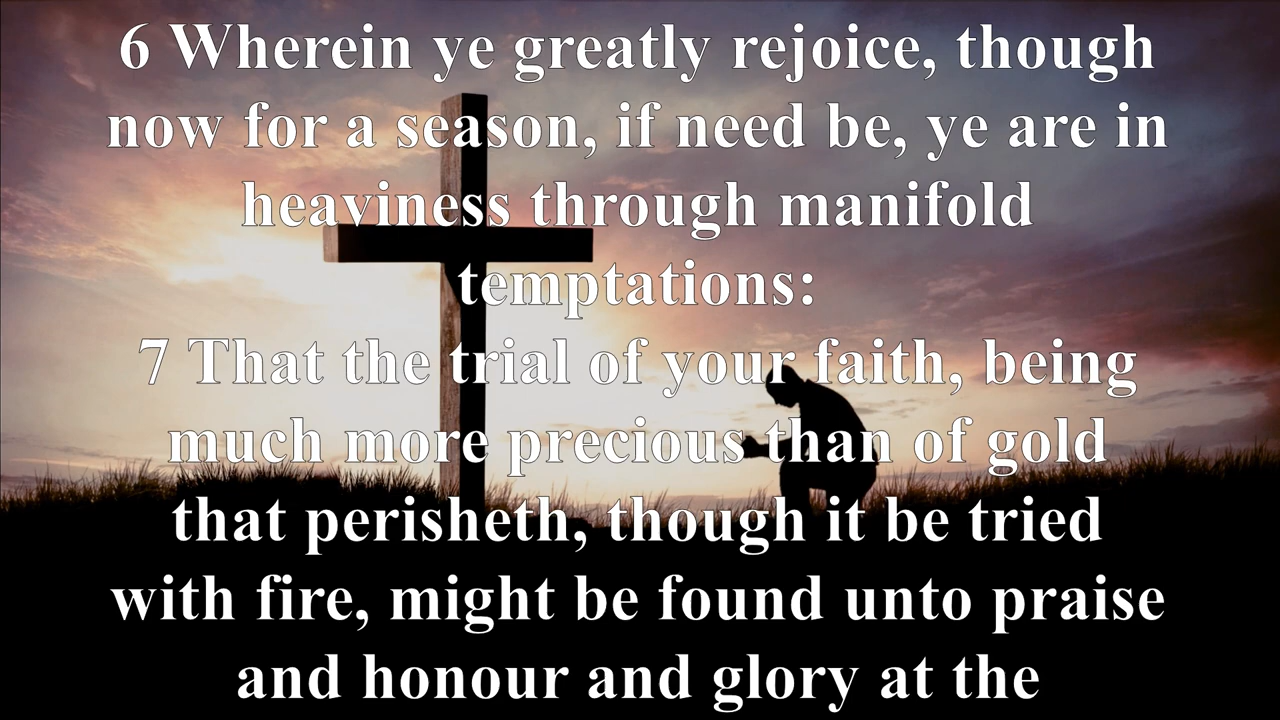 6 Wherein ye greatly rejoice, though
now for a season, if need be, ye are in
heaviness through manifold
temptations:
7 That the trial of your faith, being
much more precious than of gold
that perisheth, though it be tried
with fire, might be found unto praise
and honour and glory at the